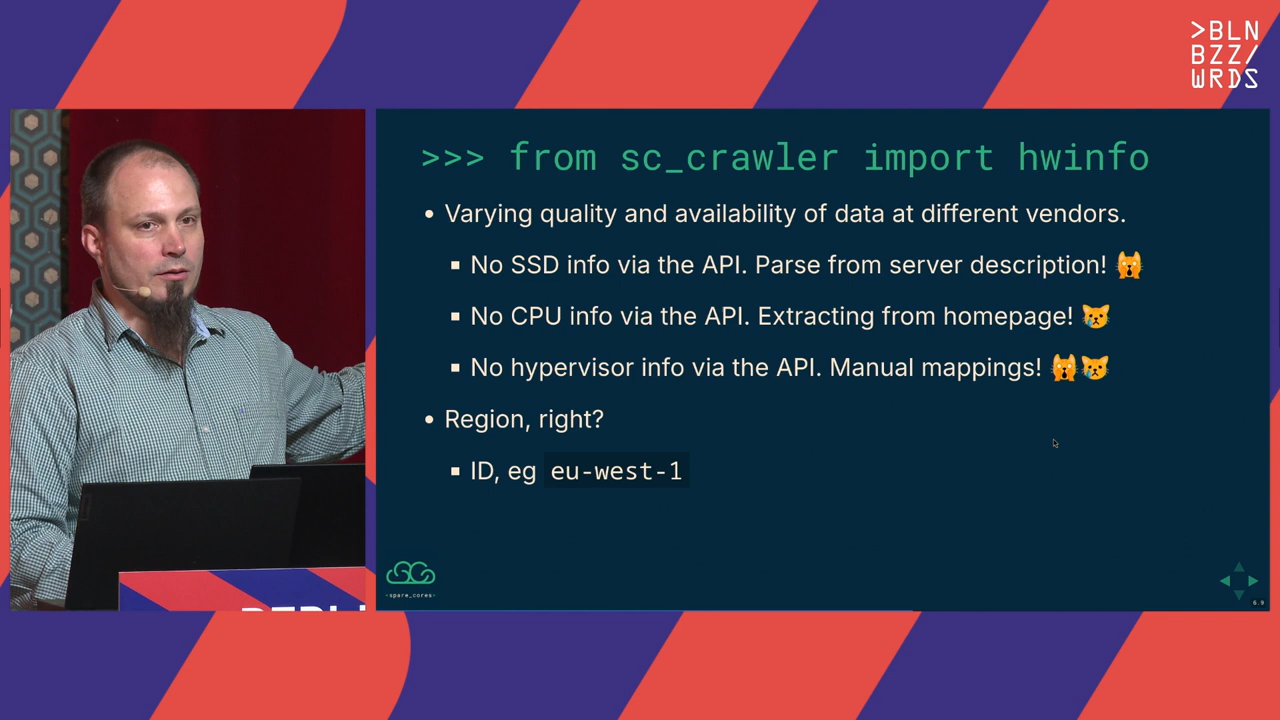 >BLN
BZZ/
WRDS
>>> from sc_crawler import hwinfo
• Varying quality and availability of data at different vendors.
▪ No SSD info via the API. Parse from server description! 🙀
▪ No CPU info via the API. Extracting from homepage! 😿
▪ No hypervisor info via the API. Manual mappings! 🙀😿
• Region, right?
▪ ID, eg eu-west-1
<spare_cores>
6.9